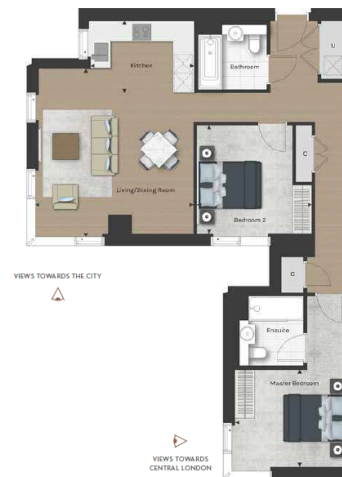 Kitchen
Bathroom
U
C
Living/Dining Room
Bedroom 2
C
VIEWS TOWARDS THE CITY
Ensuite
Master Bedroom
VIEWS TOWARDS
CENTRAL LONDON